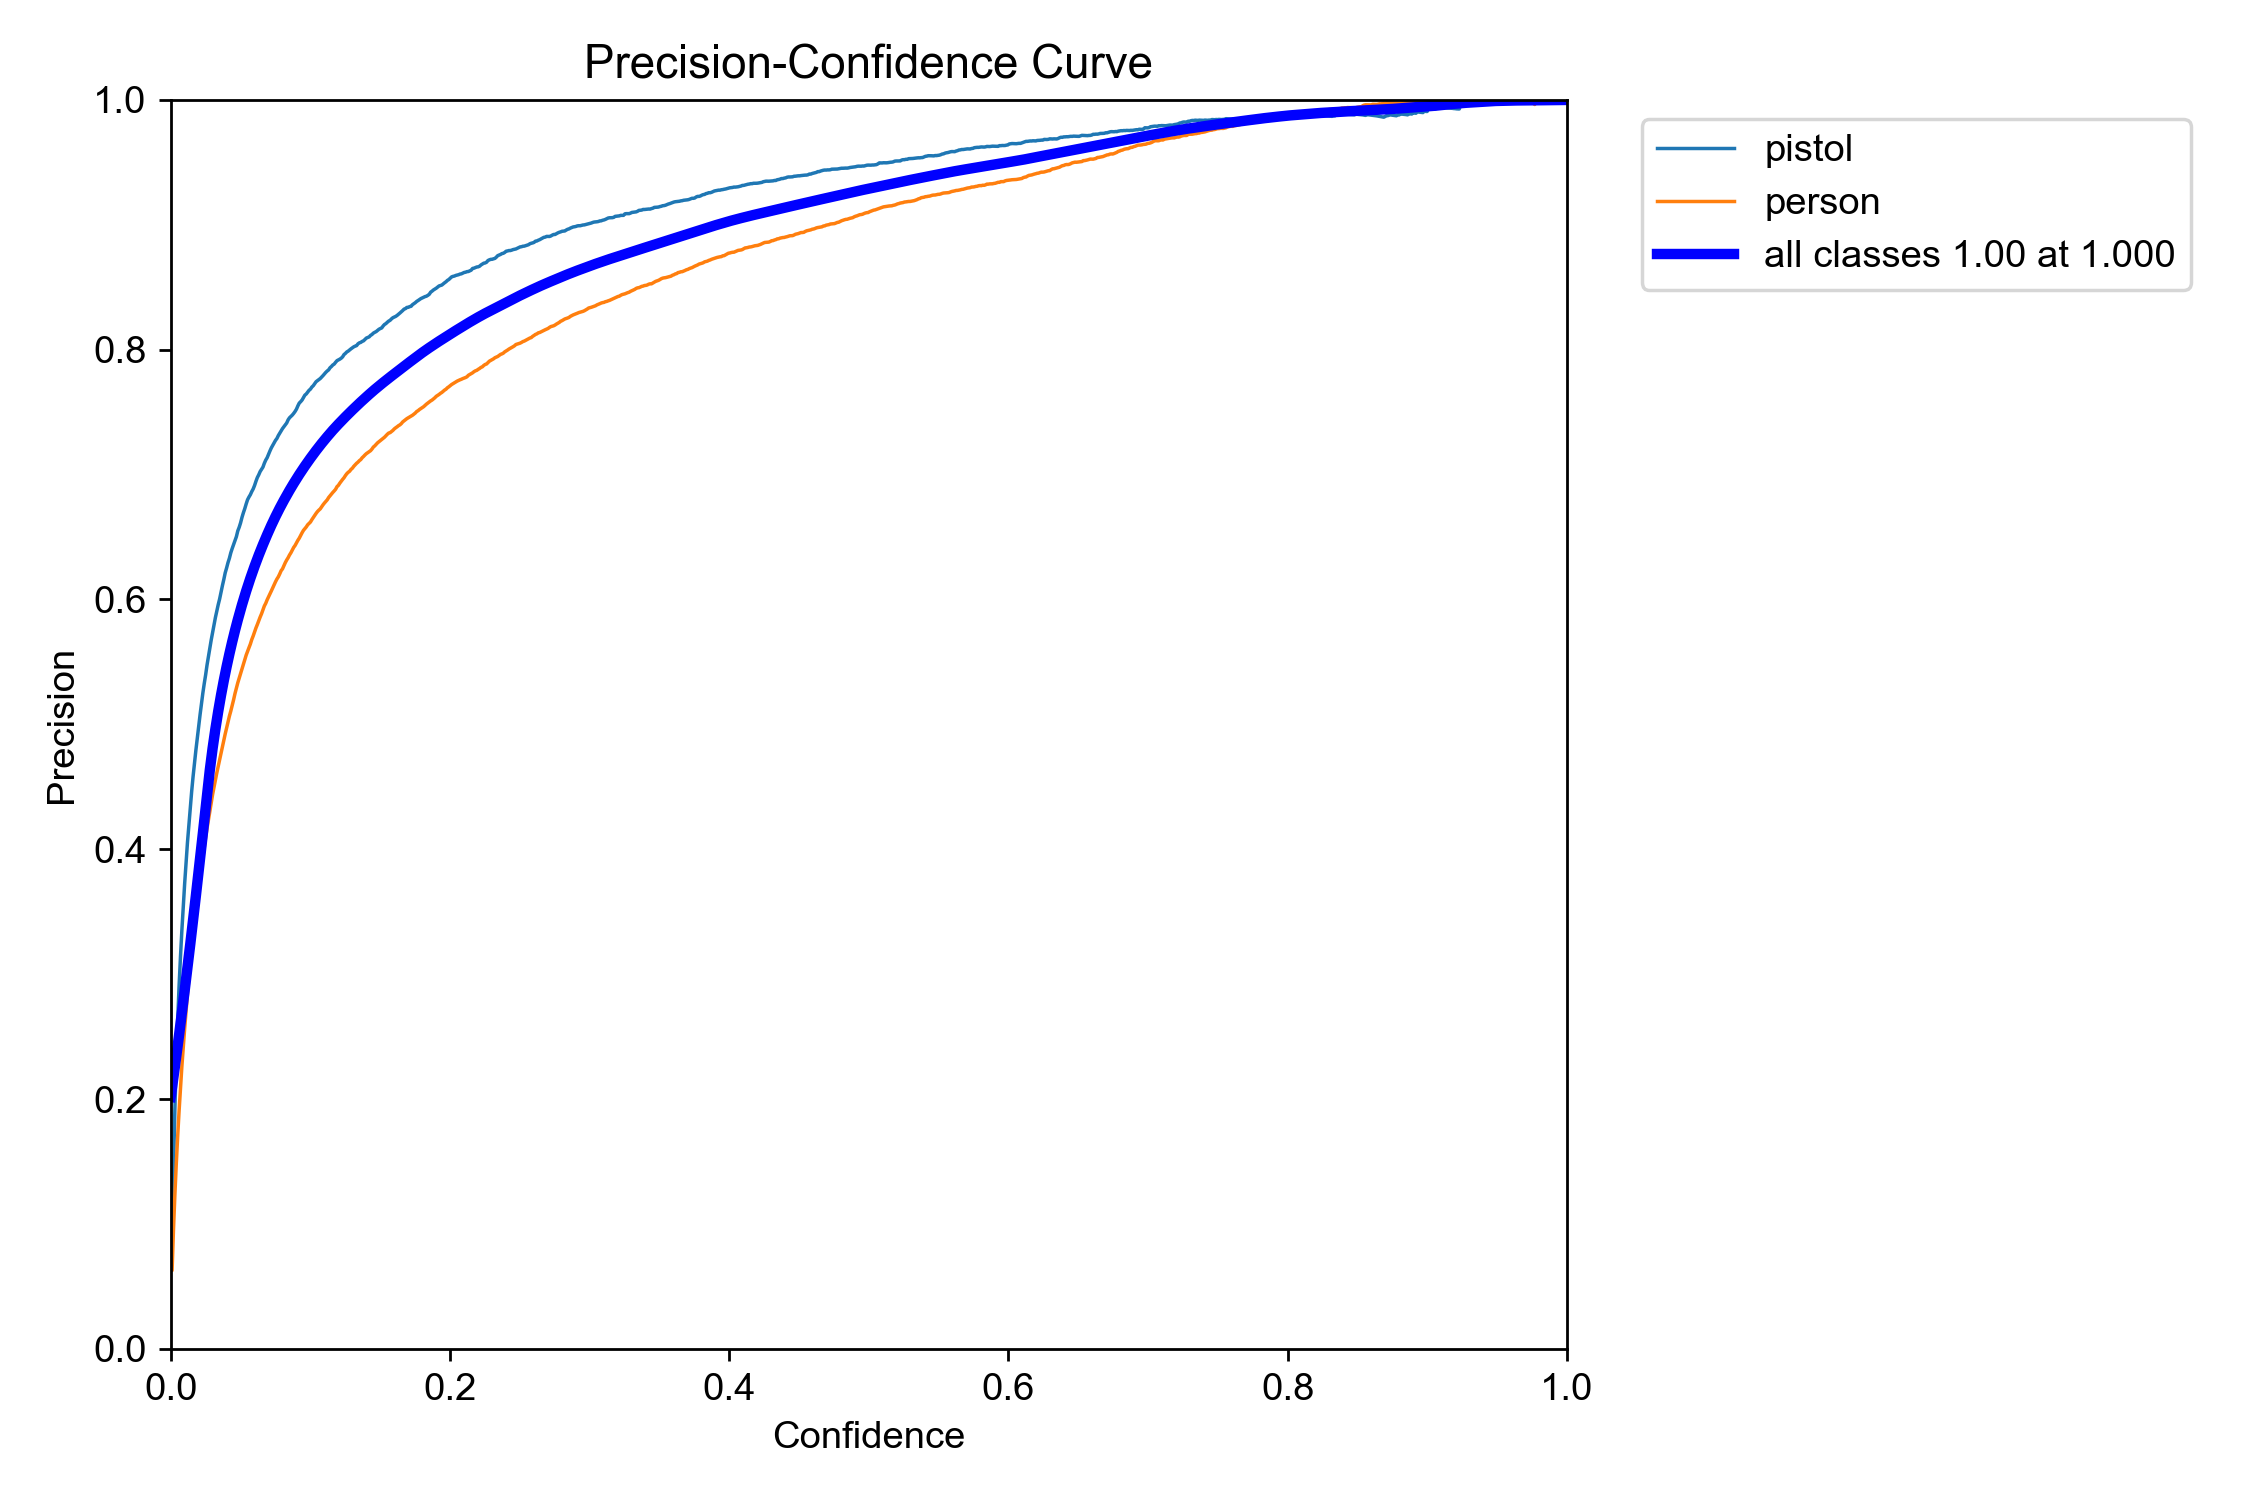 Precision-Confidence Curve
1.0
0.8
0.6
0.4
0.2
0.0
Precision
0.0 0.2 0.4 0.6 0.8 1.0
Confidence
pistol
person
all classes 1.00 at 1.000